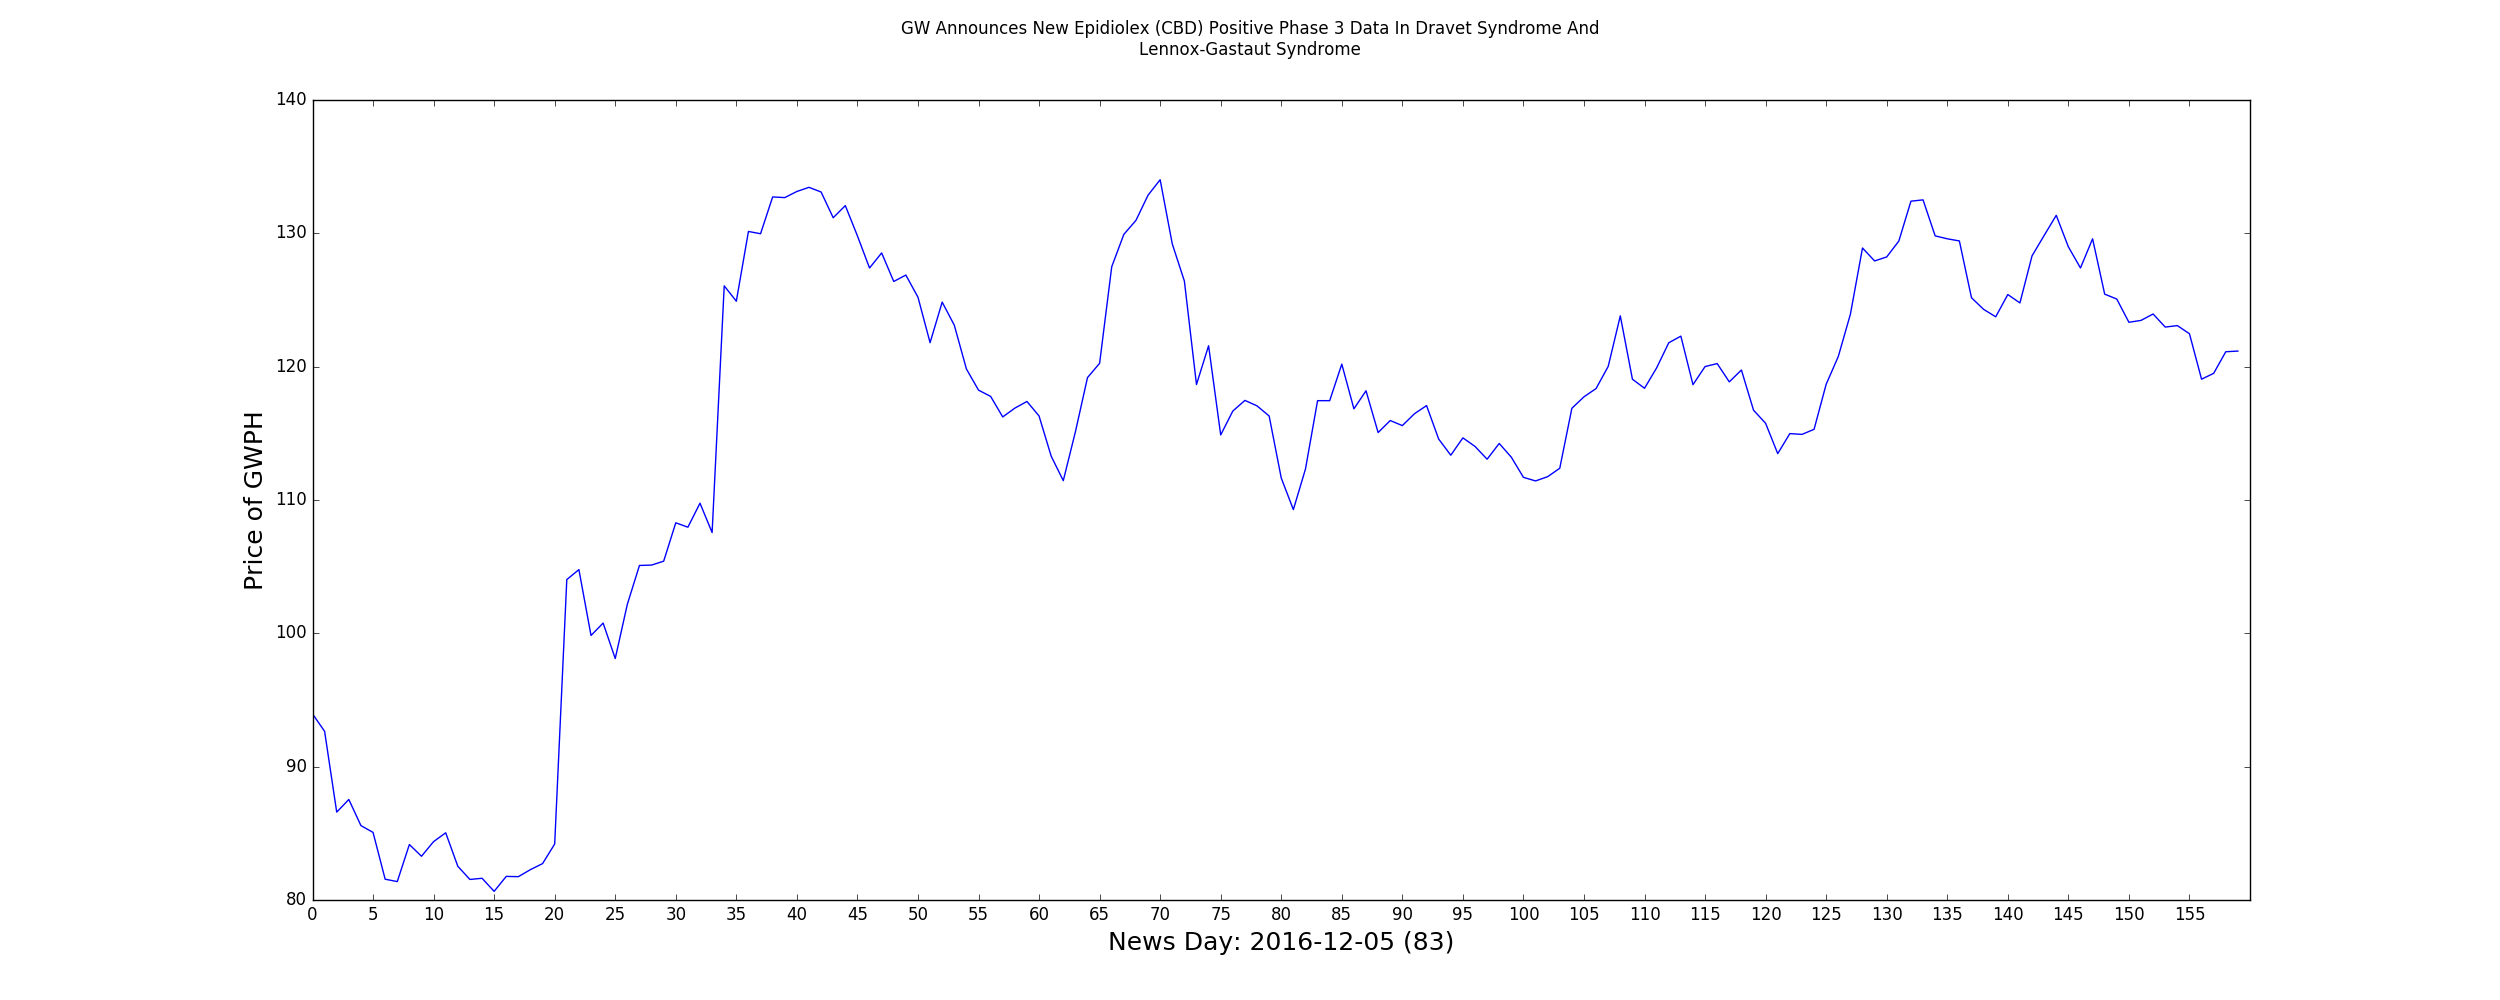 GW Announces New Epidiolex (CBD) Positive Phase 3 Data In Dravet Syndrome And
Lennox-Gastaut Syndrome
140
130
120
110
100
90
80
Price of GWPH
0 5 10 15 20 25 30 35 40 45 50 55 60 65 70 75 80 85 90 95 100 105 110 115 120 125 130 135 140 145 150 155
News Day: 2016-12-05 (83)